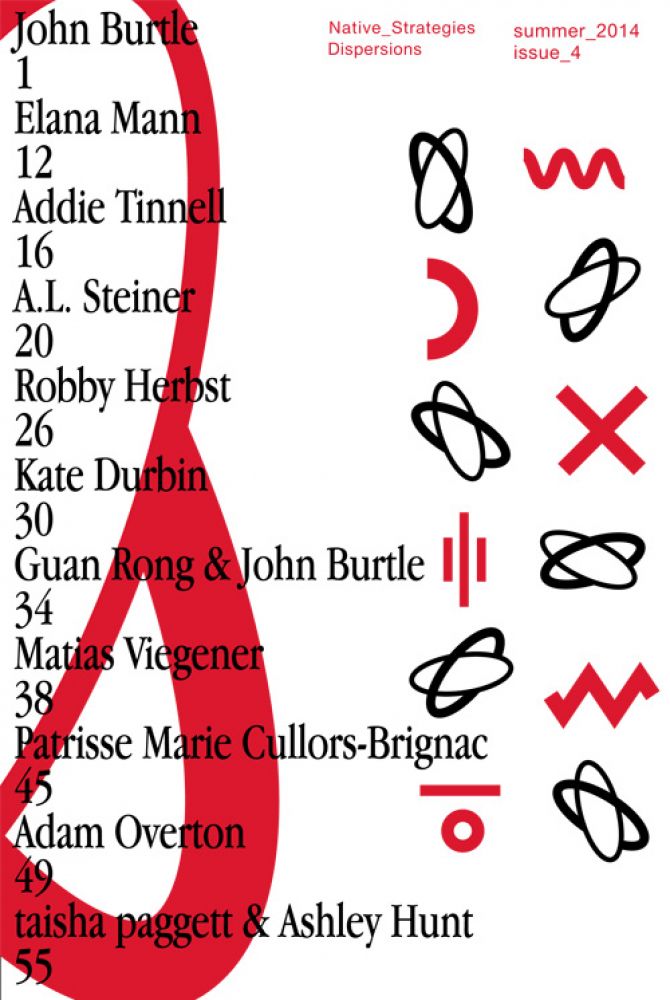 John Burtle
1
Elana Mann
12
Addie Tinnell
16
A.L. Steiner
20
Robby Herbst
26
Kate Durbin
30
Guan Rong & John Burtle
34
Matias Viegener
38
Patrisse Marie Cullors-Brignac
45
Adam Overton
49
taisha paggett & Ashley Hunt
55
Native_Strategies
Dispersions
summer_2014
issue_4